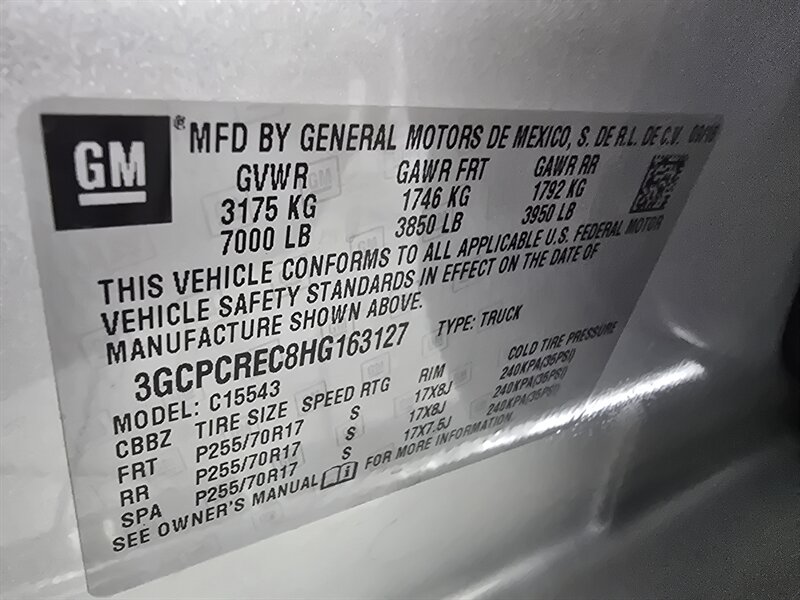 GM® MFD BY GENERAL MOTORS DE MEXICO, S. DE R.L. DE C.V.
GVWR GAWR FRT GAWR RR
3175 KG 1746 KG 1792 KG
7000 LB 3850 LB 3950 LB
THIS VEHICLE CONFORMS TO ALL APPLICABLE U.S. FEDERAL MOTOR
VEHICLE SAFETY STANDARDS IN EFFECT ON THE DATE OF
MANUFACTURE SHOWN ABOVE.
3GCPCREC8HG163127 TYPE: TRUCK
MODEL: C15543
CBBZ TIRE SIZE SPEED RTG RIM COLD TIRE PRESSURE
FRT P255/70R17 S 17X8J 240KPA(35PSI)
RR P255/70R17 S 17X8J 240KPA(35PSI)
SPA P255/70R17 S 17X7.5J 240KPA(35PSI)
SEE OWNER'S MANUAL FOR MORE INFORMATION.